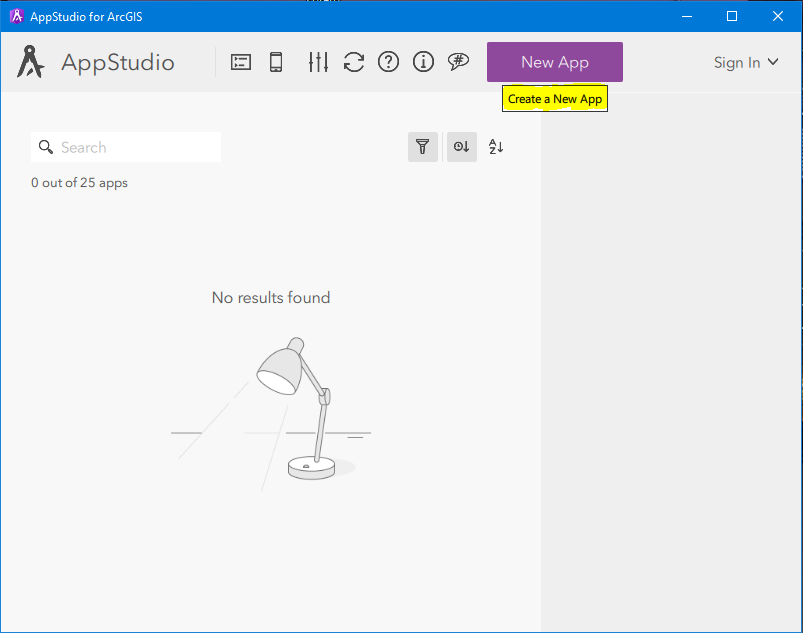 AppStudio for ArcGIS
AppStudio
New App
Sign In
Create a New App
Search
0 out of 25 apps
No results found